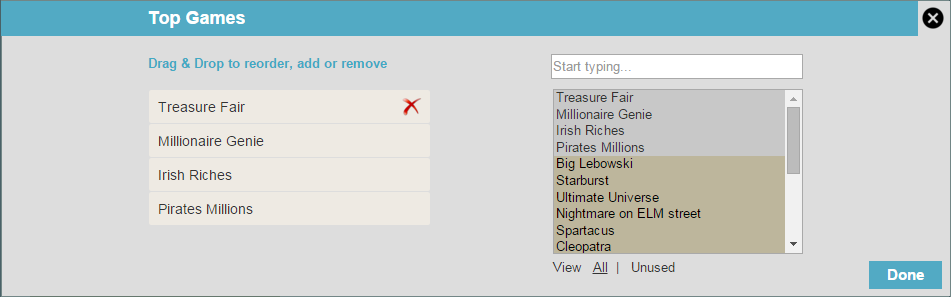 Top Games
Drag & Drop to reorder, add or remove
Treasure Fair
Millionaire Genie
Irish Riches
Pirates Millions
Start typing...
Treasure Fair
Millionaire Genie
Irish Riches
Pirates Millions
Big Lebowski
Starburst
Ultimate Universe
Nightmare on ELM street
Spartacus
Cleopatra
View All | Unused
Done